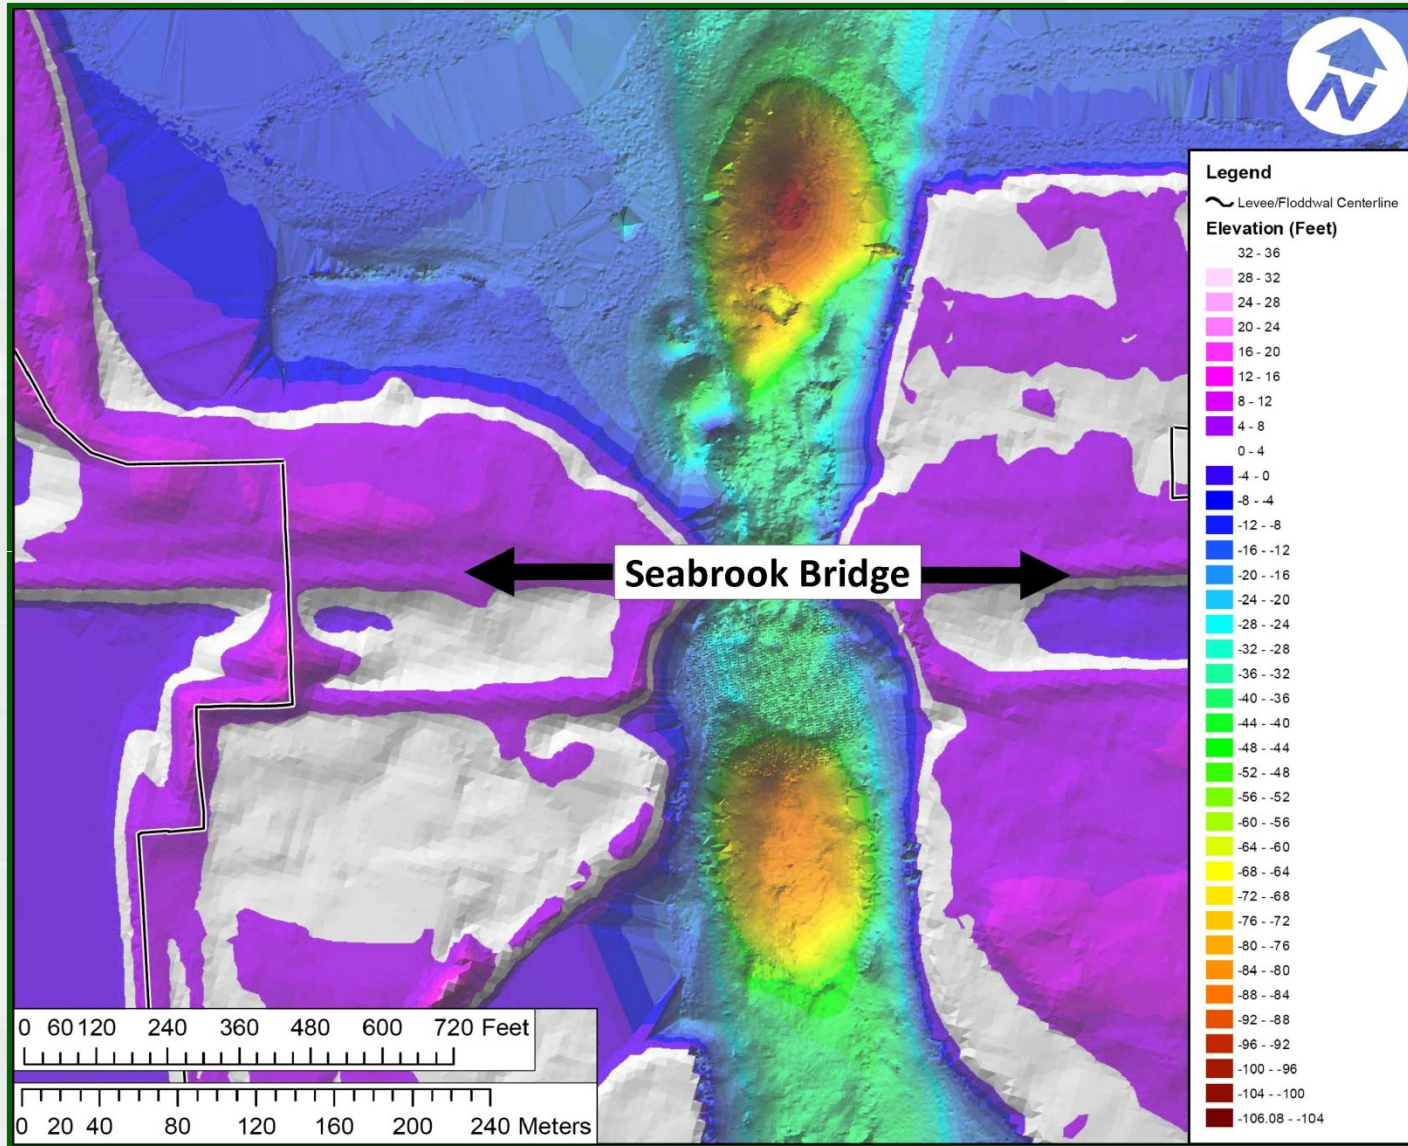 N
Legend
Levee/Floddwal Centerline
Elevation (Feet)
32 - 36
28 - 32
24 - 28
20 - 24
16 - 20
12 - 16
8 - 12
4 - 8
0 - 4
-4 - 0
-8 - -4
-12 - -8
-16 - -12
-20 - -16
-24 - -20
-28 - -24
-32 - -28
-36 - -32
-40 - -36
-44 - -40
-48 - -44
-52 - -48
-56 - -52
-60 - -56
-64 - -60
-68 - -64
-72 - -68
-76 - -72
-80 - -76
-84 - -80
-88 - -84
-92 - -88
-96 - -92
-100 - -96
-104 - -100
-106.08 - -104
Seabrook Bridge
0 60 120 240 360 480 600 720 Feet
0 20 40 80 120 160 200 240 Meters